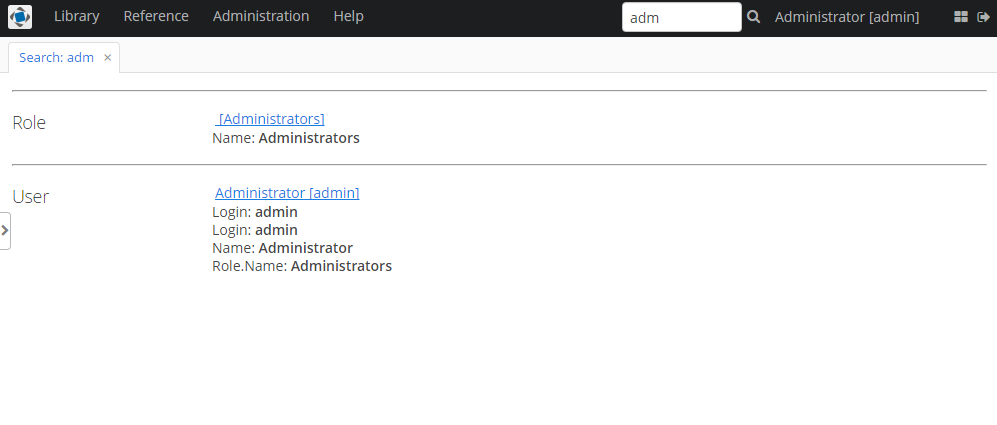 Library Reference Administration Help adm Administrator [admin]
Search: adm ×
Role [Administrators]
Name: Administrators
User Administrator [admin]
Login: admin
Login: admin
Name: Administrator
Role.Name: Administrators